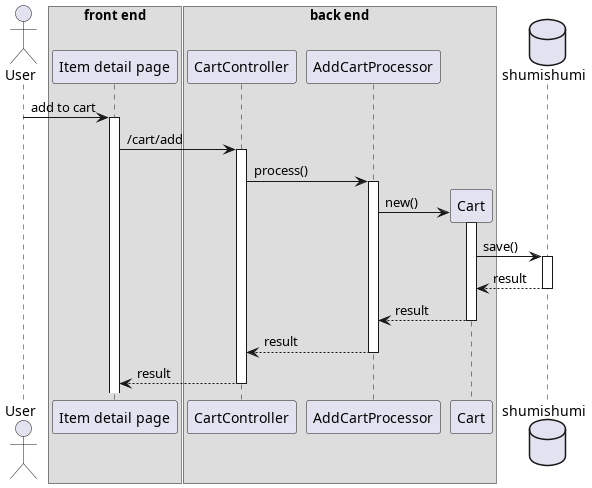 front end
back end
User
Item detail page
CartController
AddCartProcessor
shumishumi
add to cart
/cart/add
process()
new()
Cart
save()
result
result
result
result
User
Item detail page
CartController
AddCartProcessor
Cart
shumishumi